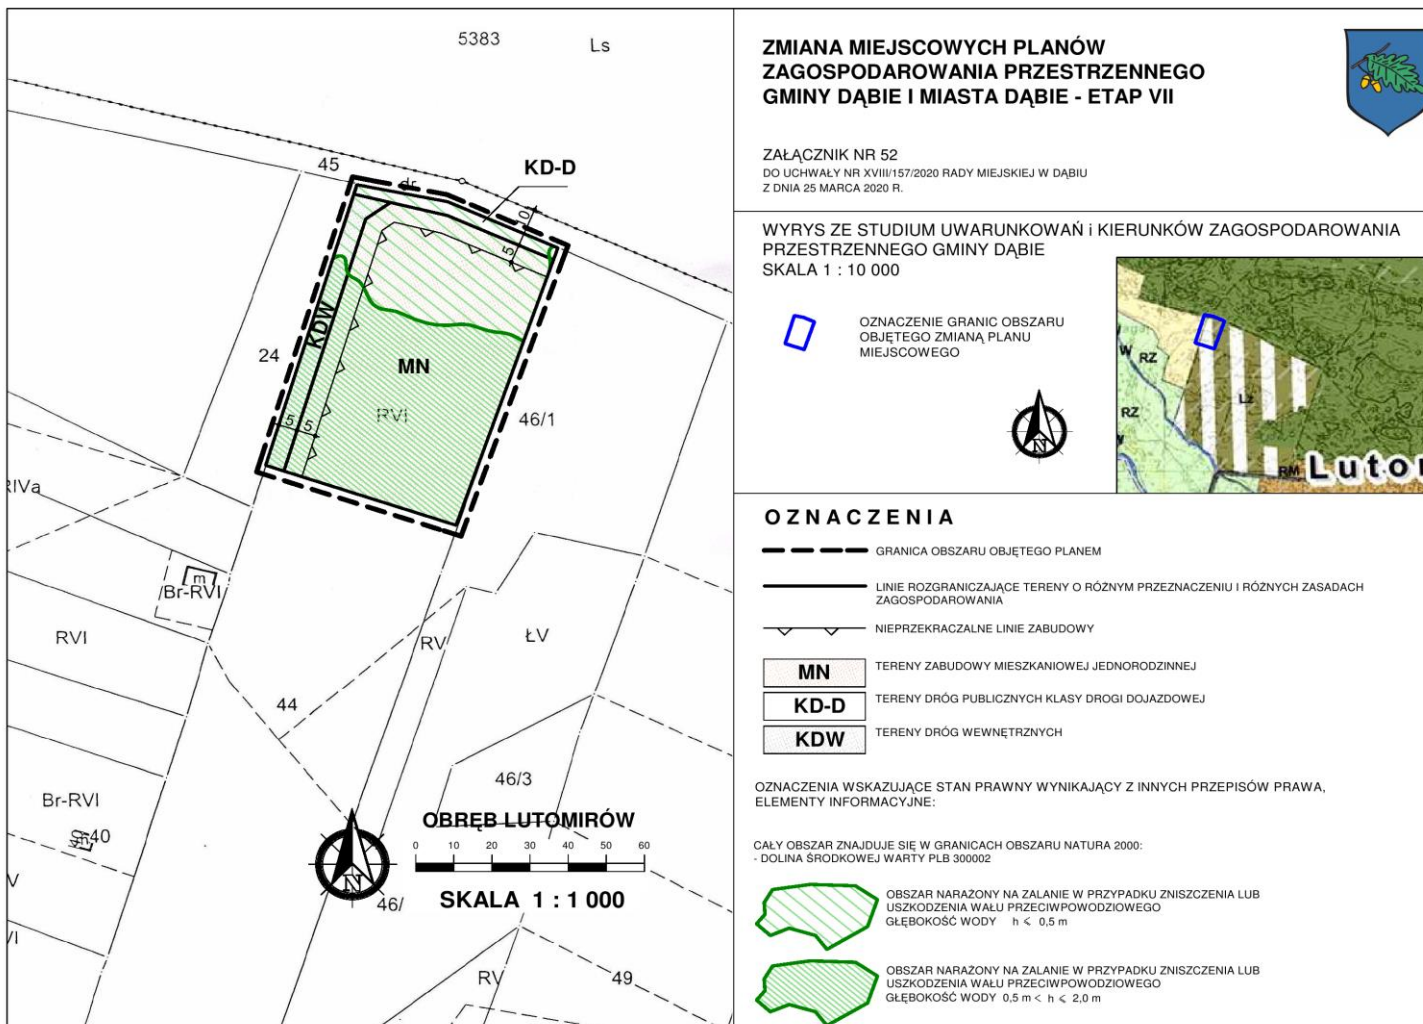 5383
Ls
45
dr
KD-D
10
5
KDW
24
MN
RVI
5
5
46/1
RIVa
m
Br-RVI
RVI
RV
ŁV
44
46/3
Br-RVI
40
V
VI
46/
RV
49
N
OBRĘB LUTOMIRÓW
0 10 20 30 40 50 60
SKALA 1 : 1 000
ZMIANA MIEJSCOWYCH PLANÓW
ZAGOSPODAROWANIA PRZESTRZENNEGO
GMINY DĄBIE I MIASTA DĄBIE - ETAP VII
ZAŁĄCZNIK NR 52
DO UCHWAŁY NR XVIII/157/2020 RADY MIEJSKIEJ W DĄBIU
Z DNIA 25 MARCA 2020 R.
WYRYS ZE STUDIUM UWARUNKOWAŃ i KIERUNKÓW ZAGOSPODAROWANIA
PRZESTRZENNEGO GMINY DĄBIE
SKALA 1 : 10 000
OZNACZENIE GRANIC OBSZARU
OBJĘTEGO ZMIANĄ PLANU
MIEJSCOWEGO
N
W
RZ
RZ
Lz
RM
Lutor
OZNACZENIA
GRANICA OBSZARU OBJĘTEGO PLANEM
LINIE ROZGRANICZAJĄCE TERENY O RÓŻNYM PRZEZNACZENIU I RÓŻNYCH ZASADACH
ZAGOSPODAROWANIA
NIEPRZEKRACZALNE LINIE ZABUDOWY
MN TERENY ZABUDOWY MIESZKANIOWEJ JEDNORODZINNEJ
KD-D TERENY DRÓG PUBLICZNYCH KLASY DROGI DOJAZDOWEJ
KDW TERENY DRÓG WEWNĘTRZNYCH
OZNACZENIA WSKAZUJĄCE STAN PRAWNY WYNIKAJĄCY Z INNYCH PRZEPISÓW PRAWA,
ELEMENTY INFORMACYJNE:
CAŁY OBSZAR ZNAJDUJE SIĘ W GRANICACH OBSZARU NATURA 2000:
- DOLINA ŚRODKOWEJ WARTY PLB 300002
OBSZAR NARAŻONY NA ZALANIE W PRZYPADKU ZNISZCZENIA LUB
USZKODZENIA WAŁU PRZECIWPOWODZIOWEGO
GŁĘBOKOŚĆ WODY h ⩽ 0,5 m
OBSZAR NARAŻONY NA ZALANIE W PRZYPADKU ZNISZCZENIA LUB
USZKODZENIA WAŁU PRZECIWPOWODZIOWEGO
GŁĘBOKOŚĆ WODY 0,5 m < h ⩽ 2,0 m